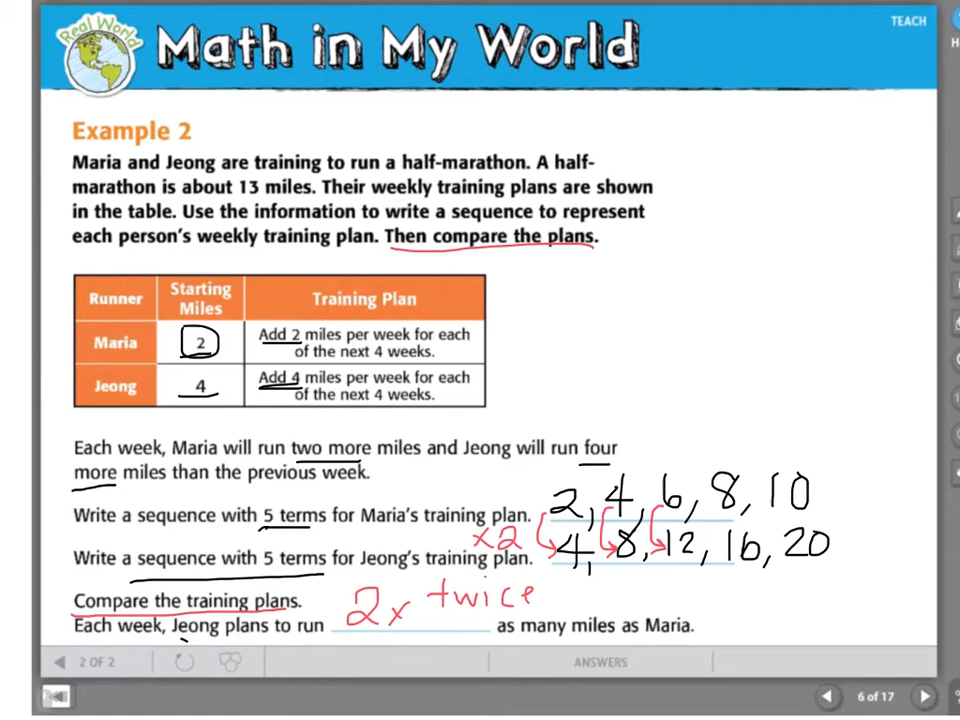 TEACH
Real World
Math in My World
Example 2
Maria and Jeong are training to run a half-marathon. A half-
marathon is about 13 miles. Their weekly training plans are shown
in the table. Use the information to write a sequence to represent
each person's weekly training plan. Then compare the plans.
Runner Starting Miles Training Plan
Maria 2 Add 2 miles per week for each
of the next 4 weeks.
Jeong 4 Add 4 miles per week for each
of the next 4 weeks.
Each week, Maria will run two more miles and Jeong will run four
more miles than the previous week.
Write a sequence with 5 terms for Maria's training plan. 2, 4, 6, 8, 10
x2
Write a sequence with 5 terms for Jeong's training plan. 4, 8, 12, 16, 20
Compare the training plans.
2x twice
Each week, Jeong plans to run as many miles as Maria.
2 OF 2
ANSWERS
6 of 17